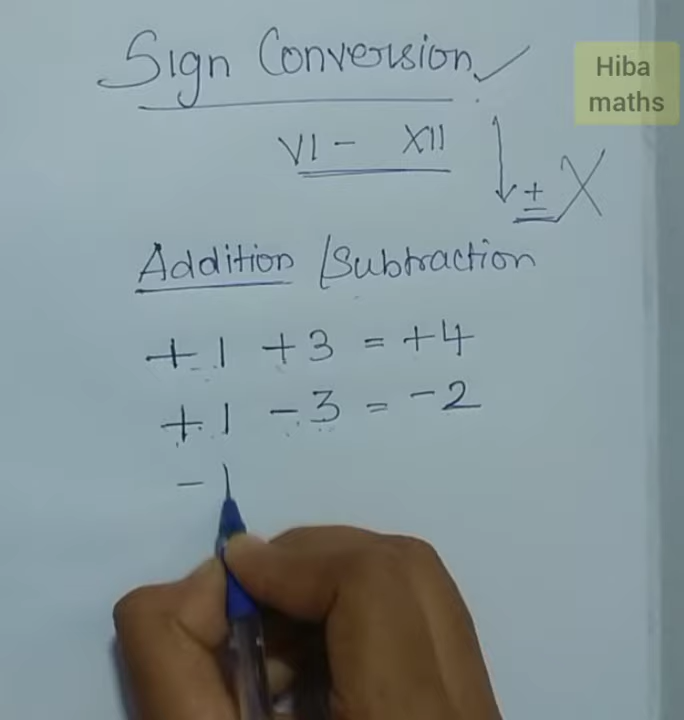 Sign Conversion ✓
Hiba
maths
VI - XII
± X
Addition / Subtraction
+1 +3 = +4
+1 -3 = -2
-1